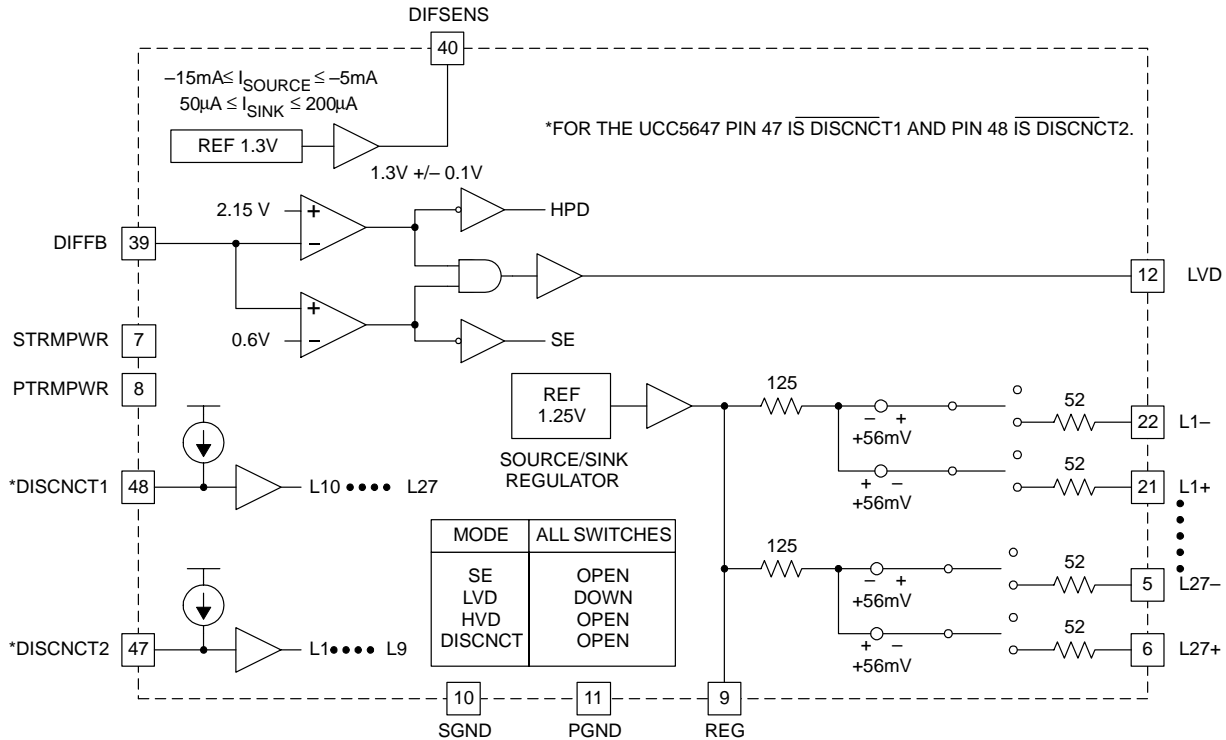 DIFSENS
40
–15mA≤ ISOURCE ≤ –5mA
50µA ≤ ISINK ≤ 200µA
*FOR THE UCC5647 PIN 47 IS DISCNCT1 AND PIN 48 IS DISCNCT2.
REF 1.3V
1.3V +/– 0.1V
2.15 V
+
–
HPD
DIFFB
39
12
LVD
0.6V
+
–
SE
STRMPWR
7
PTRMPWR
8
REF
1.25V
SOURCE/SINK
REGULATOR
125
– +
+56mV
52
22
L1–
+ –
+56mV
52
21
L1+
*DISCNCT1
48
L10 •••• L27
MODE ALL SWITCHES
SE OPEN
LVD DOWN
HVD OPEN
DISCNCT OPEN
125
– +
+56mV
52
5
L27–
+ –
+56mV
52
6
L27+
*DISCNCT2
47
L1•••• L9
10
SGND
11
PGND
9
REG